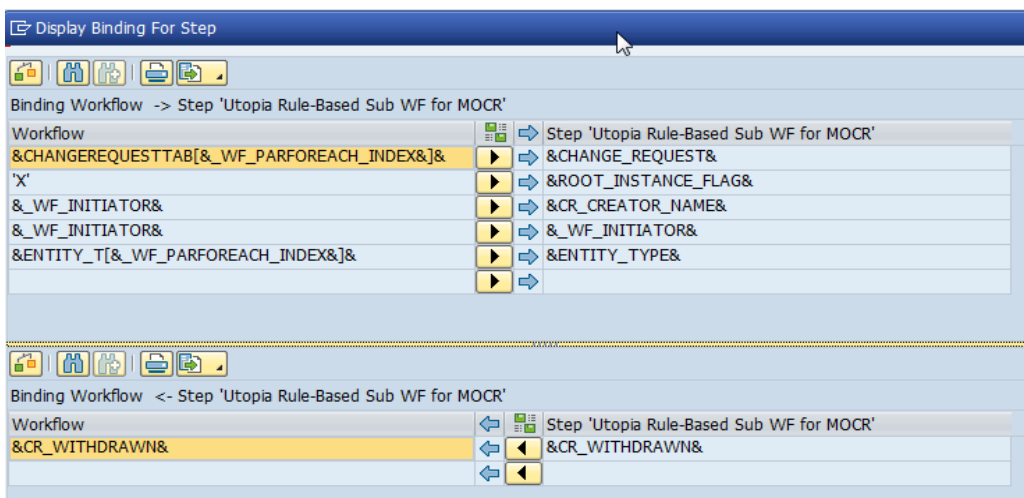 Display Binding For Step
Binding Workflow -> Step 'Utopia Rule-Based Sub WF for MOCR'
Workflow Step 'Utopia Rule-Based Sub WF for MOCR'
&CHANGEREQUESTTAB[&_WF_PARFOREACH_INDEX&]& &CHANGE_REQUEST&
'X' &ROOT_INSTANCE_FLAG&
&_WF_INITIATOR& &CR_CREATOR_NAME&
&_WF_INITIATOR& &_WF_INITIATOR&
&ENTITY_T[&_WF_PARFOREACH_INDEX&]& &ENTITY_TYPE&
Binding Workflow <- Step 'Utopia Rule-Based Sub WF for MOCR'
Workflow Step 'Utopia Rule-Based Sub WF for MOCR'
&CR_WITHDRAWN& &CR_WITHDRAWN&